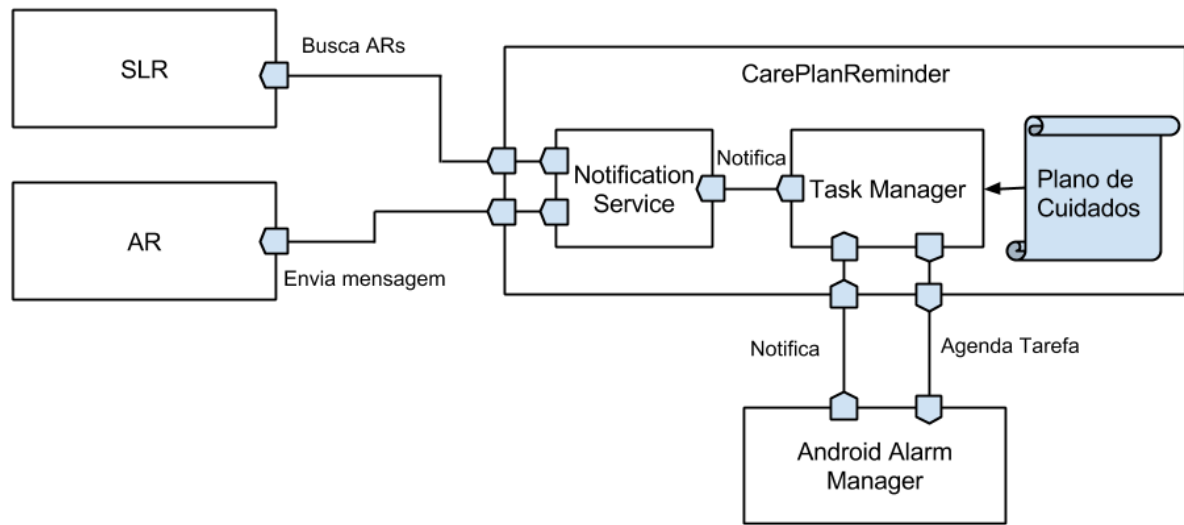 SLR
Busca ARs
AR
Envia mensagem
CarePlanReminder
Notification
Service
Notifica
Task Manager
Plano de
Cuidados
Notifica
Agenda Tarefa
Android Alarm
Manager